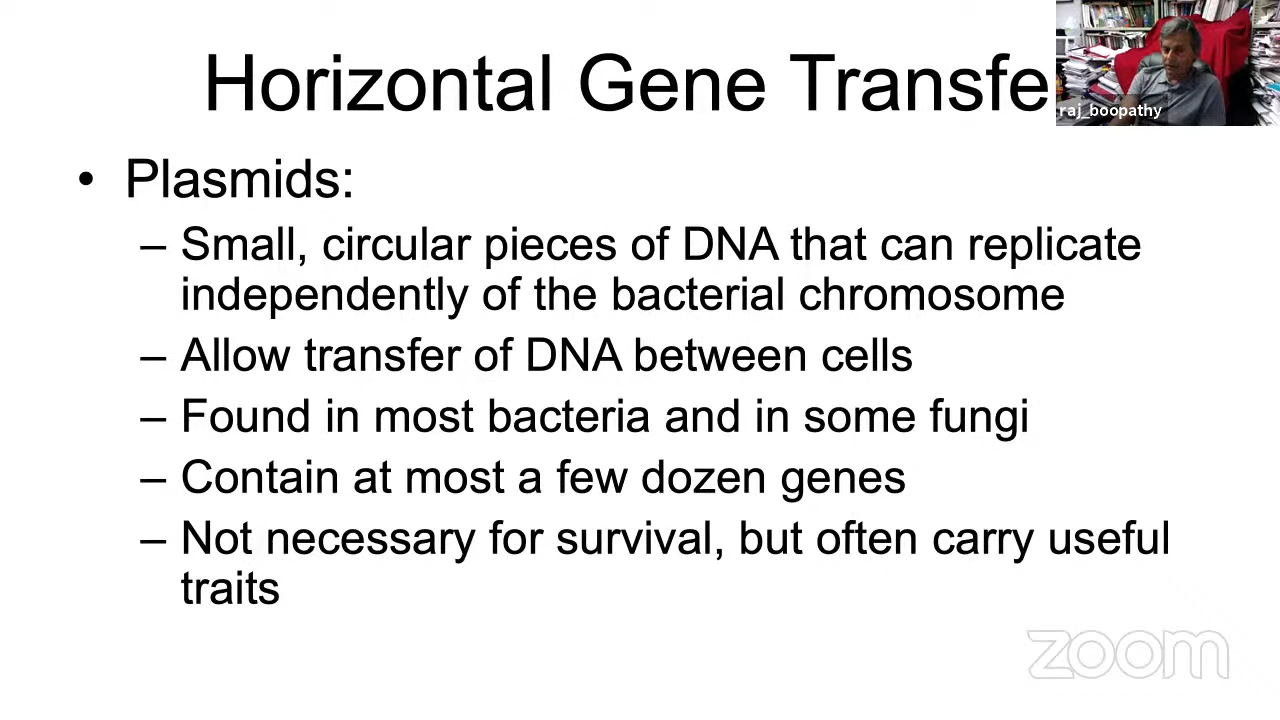 Horizontal Gene Transfe
raj_boopathy
• Plasmids:
– Small, circular pieces of DNA that can replicate
independently of the bacterial chromosome
– Allow transfer of DNA between cells
– Found in most bacteria and in some fungi
– Contain at most a few dozen genes
– Not necessary for survival, but often carry useful
traits
zoom